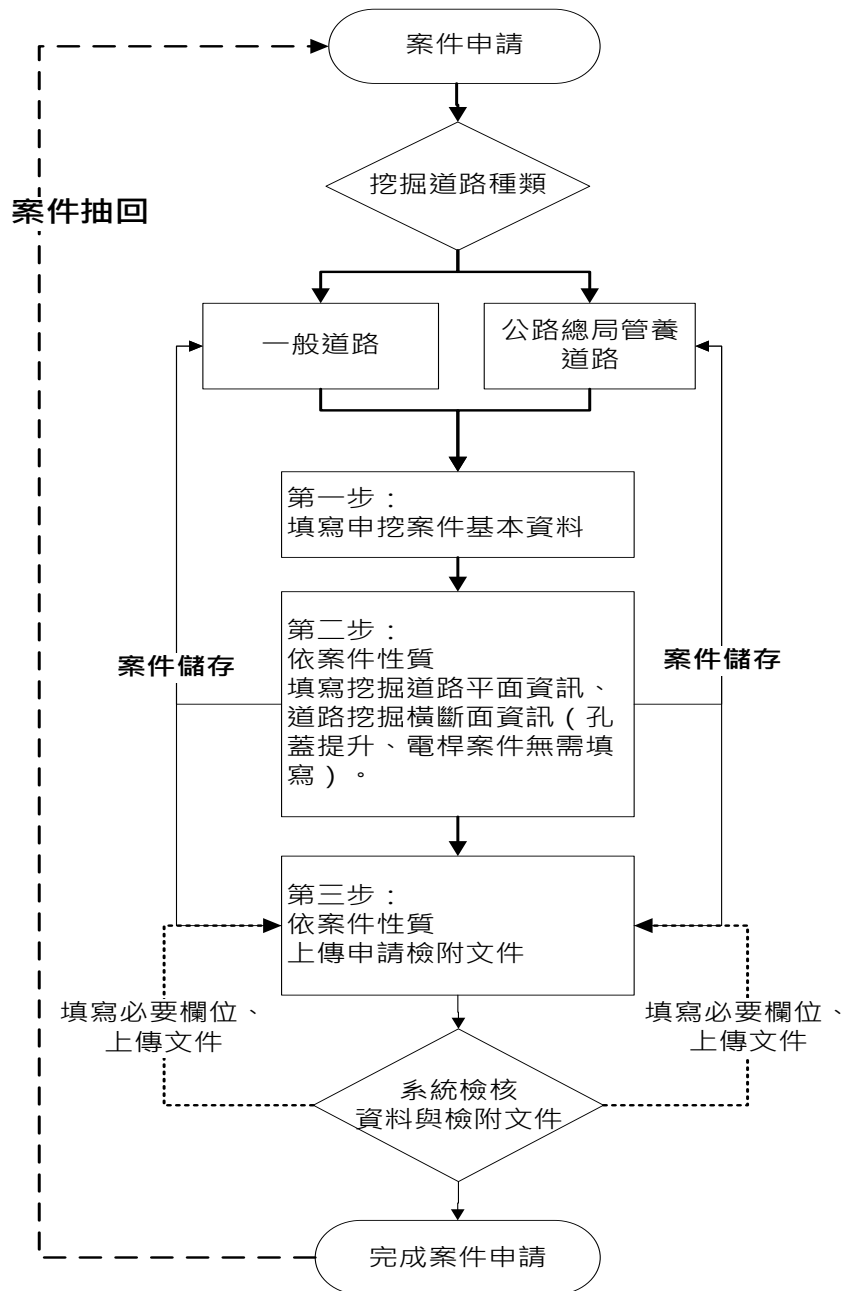 案件申請
挖掘道路種類
案件抽回
一般道路
公路總局管養
道路
第一步：
填寫申挖案件基本資料
第二步：
依案件性質
填寫挖掘道路平面資訊、
道路挖掘橫斷面資訊（孔
蓋提升、電桿案件無需填
寫）。
案件儲存
案件儲存
第三步：
依案件性質
上傳申請檢附文件
填寫必要欄位、
上傳文件
填寫必要欄位、
上傳文件
系統檢核
資料與檢附文件
完成案件申請